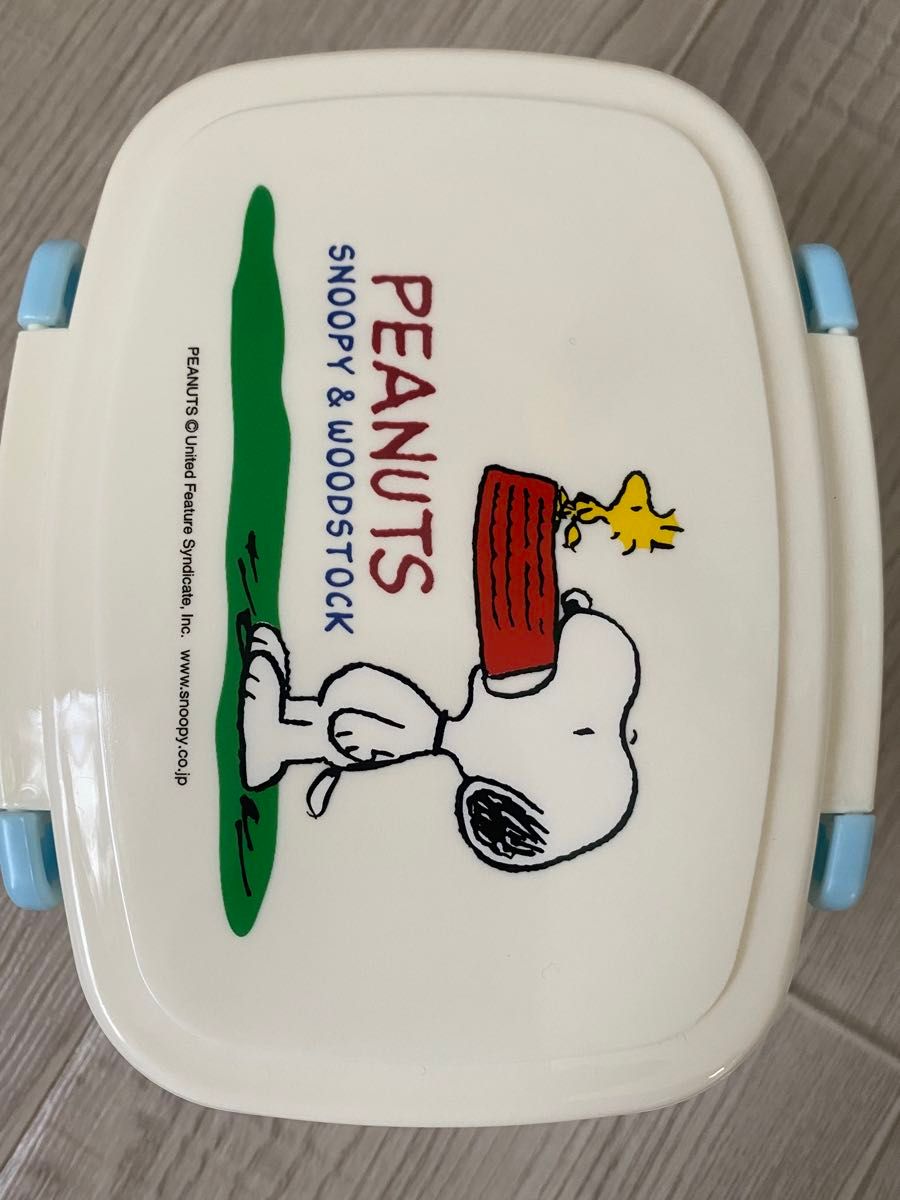 PEANUTS
SNOOPY & WOODSTOCK
PEANUTS © United Feature Syndicate, Inc. www.snoopy.co.jp